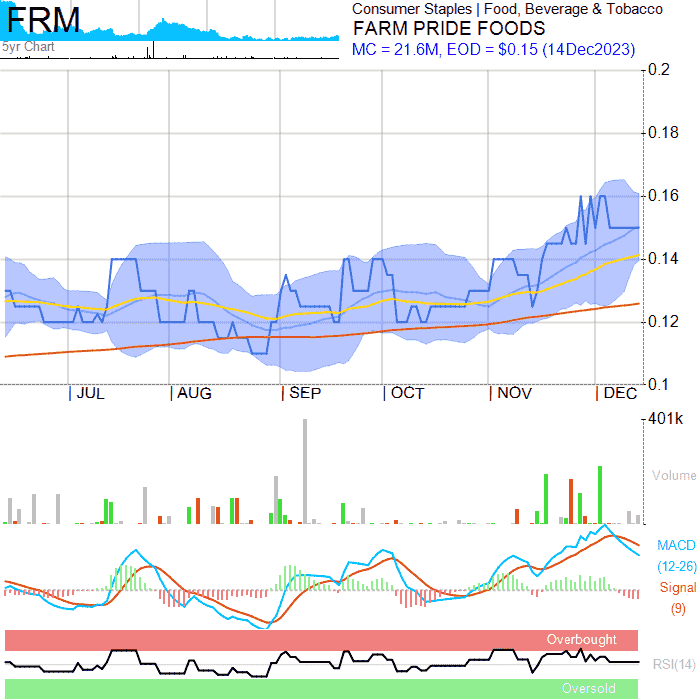 FRM
5yr Chart
Consumer Staples | Food, Beverage & Tobacco
FARM PRIDE FOODS
MC = 21.6M, EOD = $0.15 (14Dec2023)
0.2
0.18
0.16
0.14
0.12
0.1
JUL AUG SEP OCT NOV DEC
401k
Volume
MACD
(12-26)
Signal
(9)
Overbought
RSI(14)
Oversold